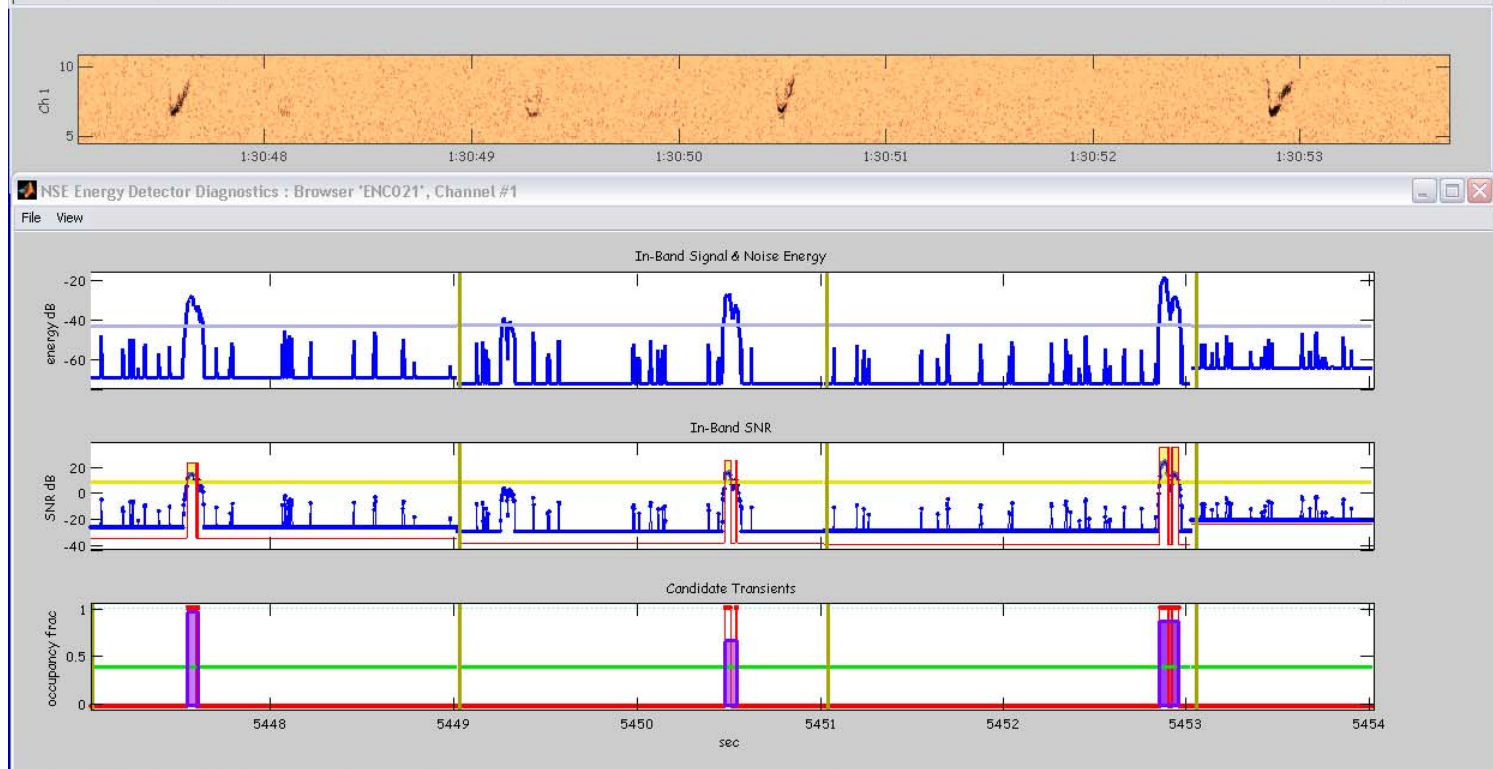 10
Ch 1
5
1:30:48 1:30:49 1:30:50 1:30:51 1:30:52 1:30:53
NSE Energy Detector Diagnostics : Browser 'ENC021', Channel #1
File View
In-Band Signal & Noise Energy
-20
energy dB
-40
-60
In-Band SNR
20
SNR dB
0
-20
-40
Candidate Transients
1
occupancy frac
0.5
0
5448 5449 5450 5451 5452 5453 5454
sec